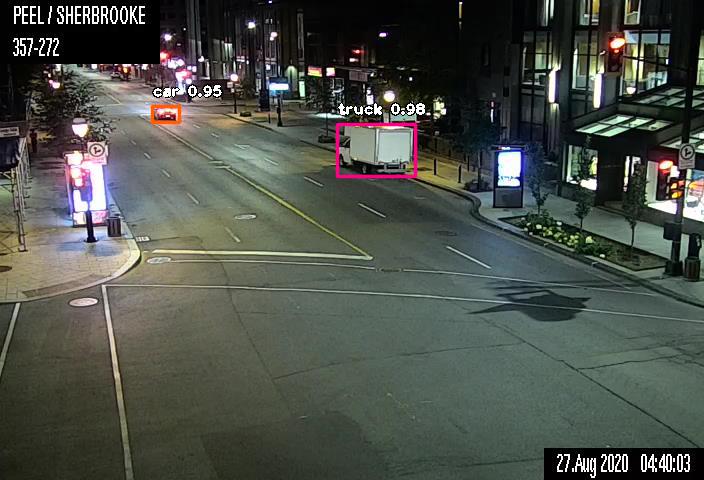 PEEL / SHERBROOKE
357-272
car 0.95
truck 0.98
27.Aug 2020 04:40:03